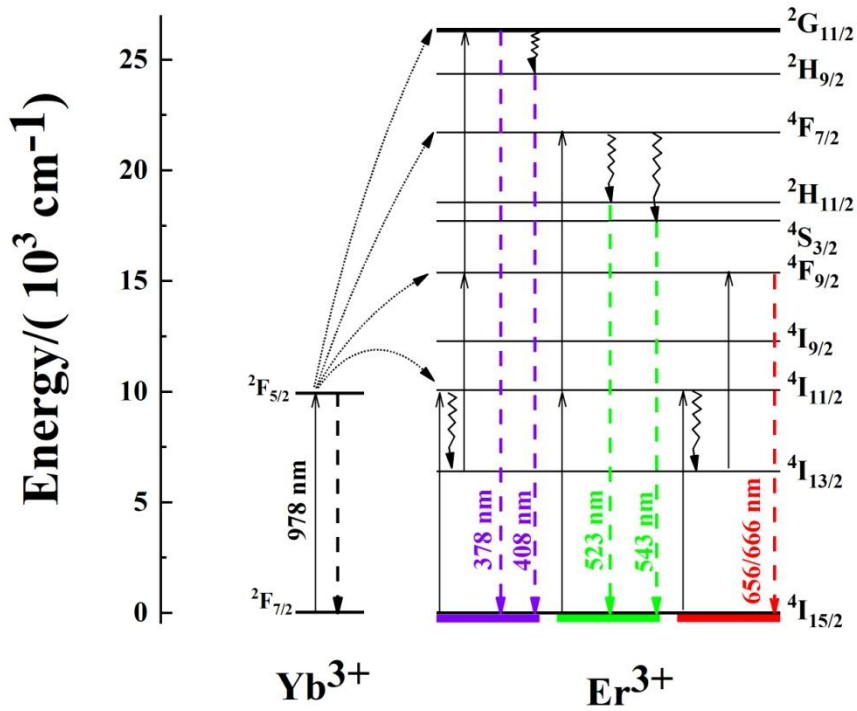 Energy/( 10³ cm⁻¹)
25
20
15
10
5
0
²F₅/₂
978 nm
²F₇/₂
Yb³⁺
378 nm
408 nm
523 nm
543 nm
656/666 nm
²G₁₁/₂
²H₉/₂
⁴F₇/₂
²H₁₁/₂
⁴S₃/₂
⁴F₉/₂
⁴I₉/₂
⁴I₁₁/₂
⁴I₁₃/₂
⁴I₁₅/₂
Er³⁺